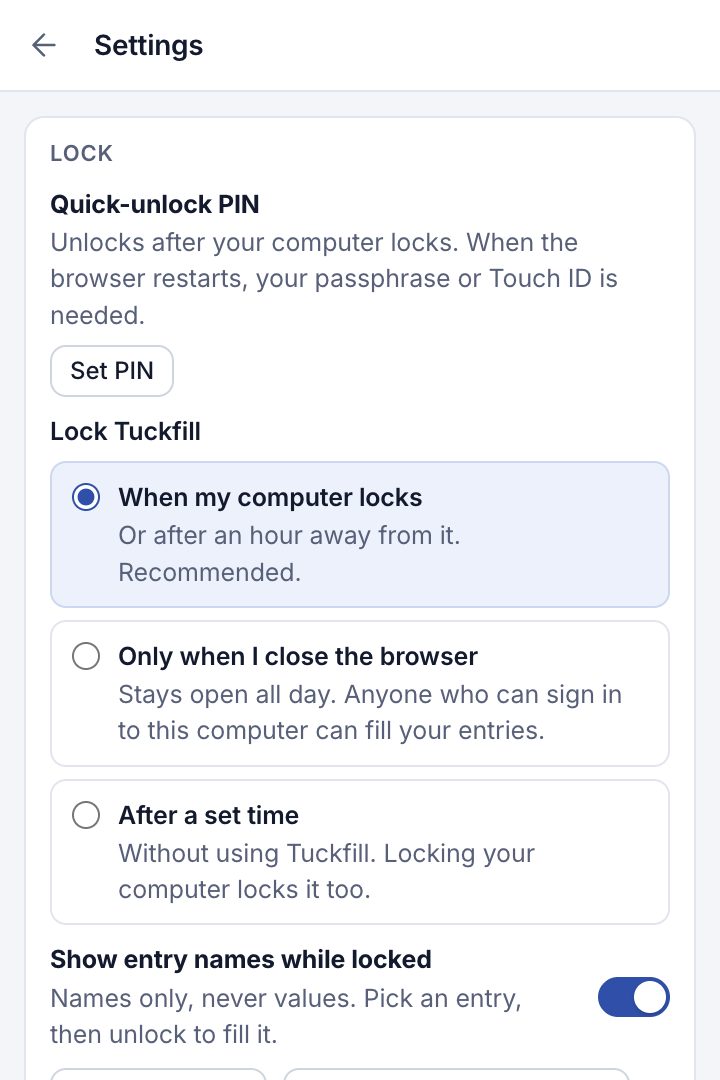 Settings
LOCK
Quick-unlock PIN
Unlocks after your computer locks. When the
browser restarts, your passphrase or Touch ID is
needed.
Set PIN
Lock Tuckfill
When my computer locks
Or after an hour away from it.
Recommended.
Only when I close the browser
Stays open all day. Anyone who can sign in
to this computer can fill your entries.
After a set time
Without using Tuckfill. Locking your
computer locks it too.
Show entry names while locked
Names only, never values. Pick an entry,
then unlock to fill it.